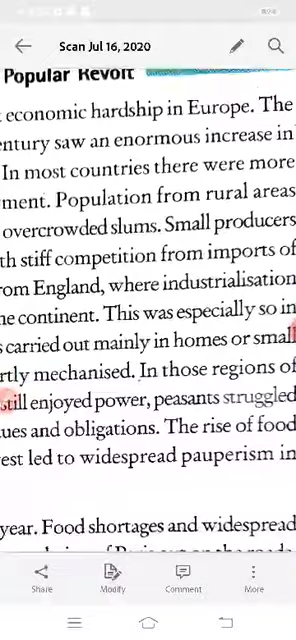 Scan Jul 16, 2020
Popular Revolt
economic hardship in Europe. The
entury saw an enormous increase in
In most countries there were more
ment. Population from rural areas
overcrowded slums. Small producers
th stiff competition from imports of
rom England, where industrialisation
ne continent. This was especially so in
s carried out mainly in homes or small
rtly mechanised. In those regions of
still enjoyed power, peasants struggled
ues and obligations. The rise of food
est led to widespread pauperism in
year. Food shortages and widespread
Share Modify Comment More